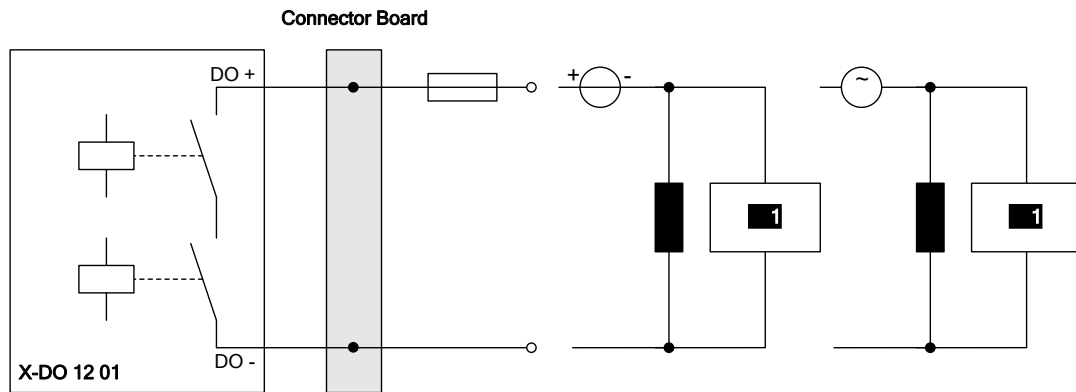 Connector Board
DO +
+ -
~
1
1
DO -
X-DO 12 01